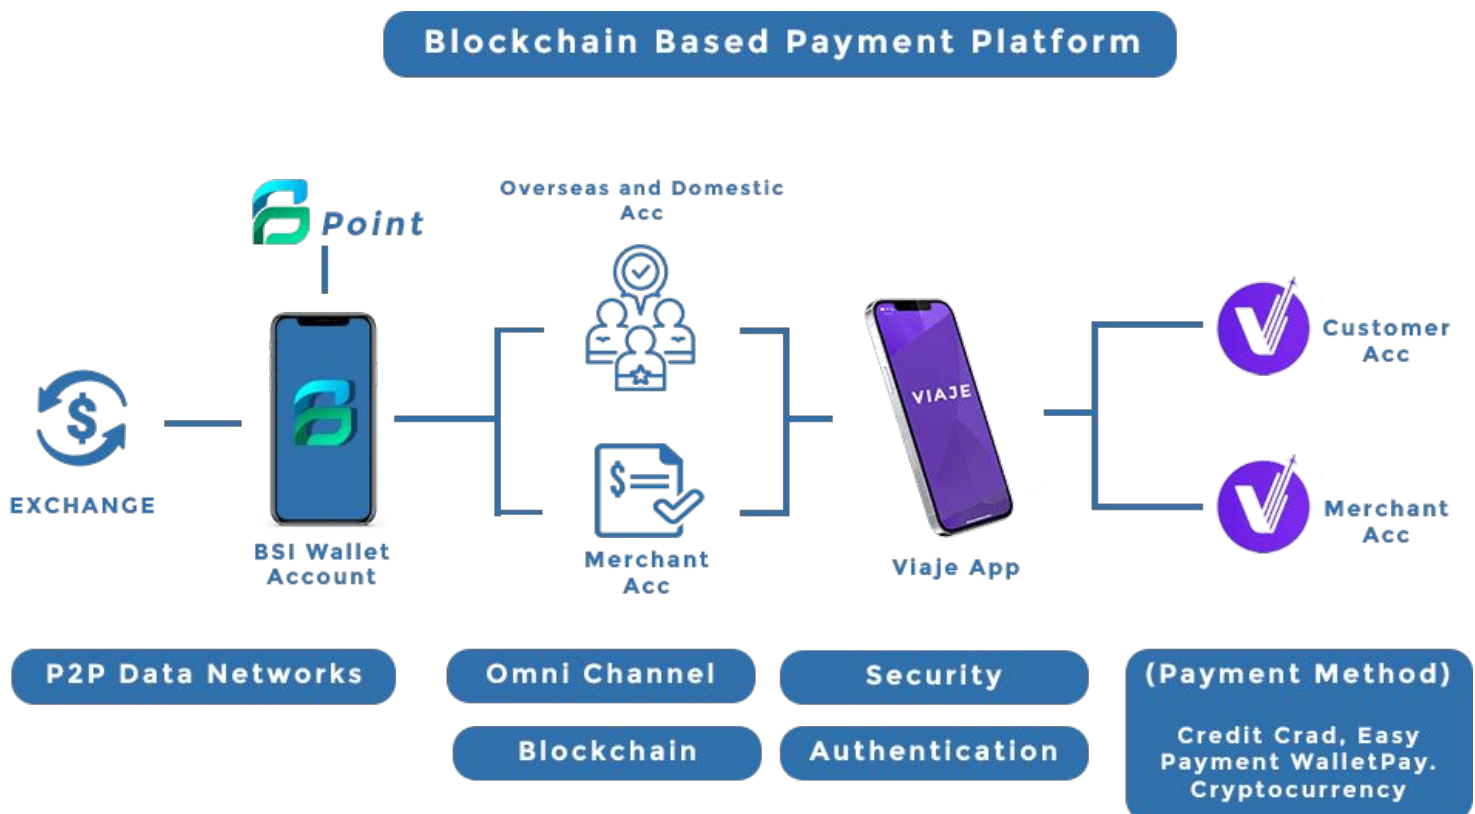 Blockchain Based Payment Platform
Point
Overseas and Domestic
Acc
EXCHANGE
BSI Wallet
Account
Merchant
Acc
VIAJE
Viaje App
Customer
Acc
Merchant
Acc
P2P Data Networks
Omni Channel
Blockchain
Security
Authentication
(Payment Method)
Credit Crad, Easy
Payment WalletPay.
Cryptocurrency